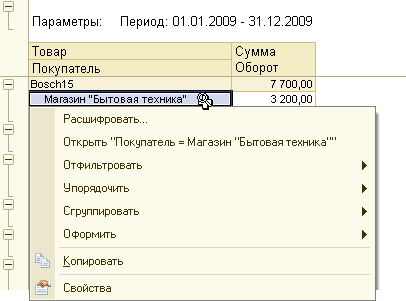 Параметры: Период: 01.01.2009 - 31.12.2009
Товар Сумма
Покупатель Оборот
Bosch15 7 700,00
Магазин "Бытовая техника" 3 200,00
Расшифровать...
Открыть "Покупатель = Магазин "Бытовая техника""
Отфильтровать
Упорядочить
Сгруппировать
Оформить
Копировать
Свойства